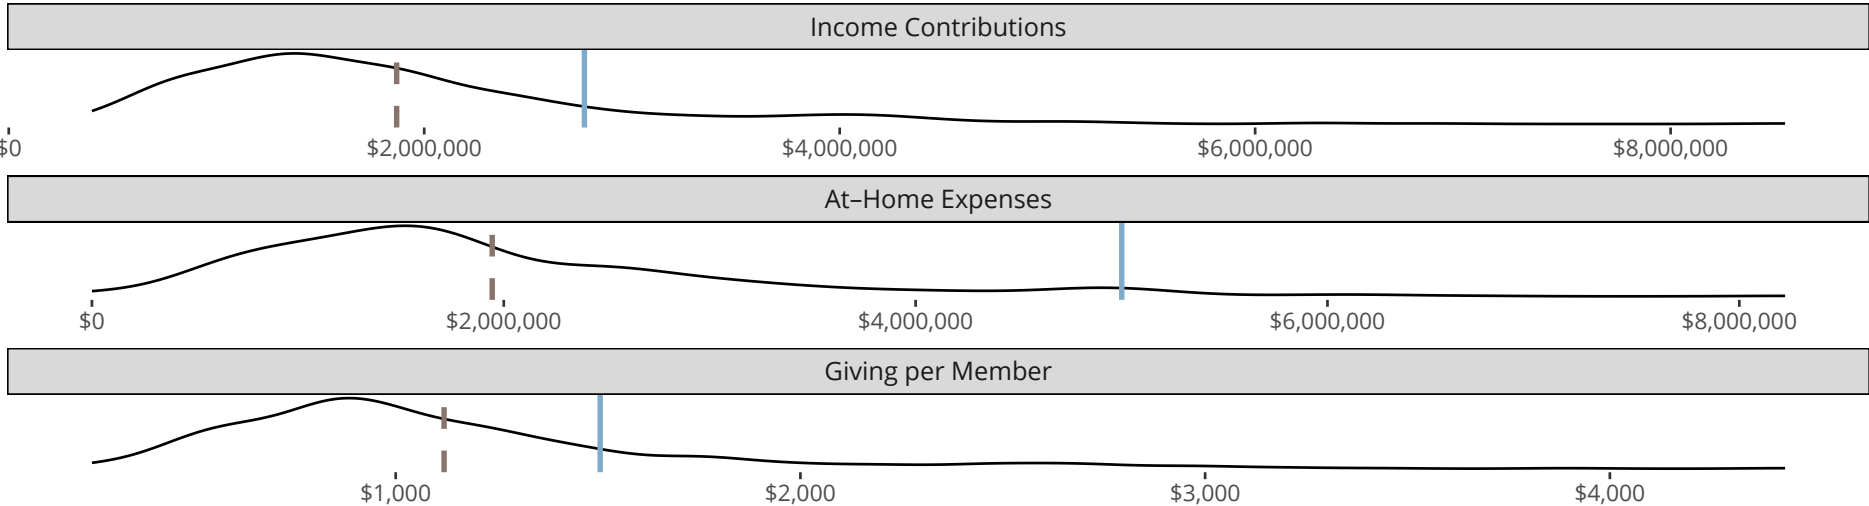 Income Contributions
$0 $2,000,000 $4,000,000 $6,000,000 $8,000,000
At–Home Expenses
$0 $2,000,000 $4,000,000 $6,000,000 $8,000,000
Giving per Member
$1,000 $2,000 $3,000 $4,000